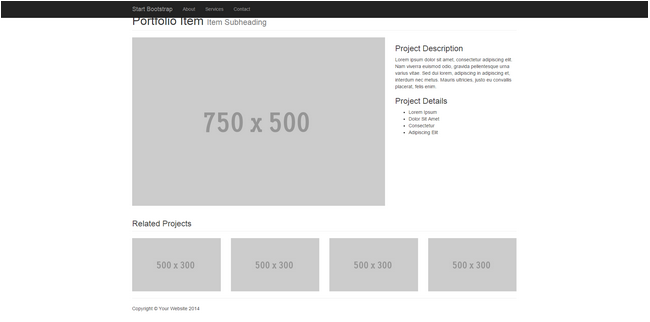 Start Bootstrap About Services Contact
Portfolio Item Item Subheading
750 x 500
Project Description
Lorem ipsum dolor sit amet, consectetur adipiscing elit.
Nam viverra euismod odio, gravida pellentesque urna
varius vitae. Sed dui lorem, adipiscing in adipiscing et,
interdum nec metus. Mauris ultricies, justo eu convallis
placerat, felis enim.
Project Details
Lorem Ipsum
Dolor Sit Amet
Consectetur
Adipiscing Elit
Related Projects
500 x 300 500 x 300 500 x 300 500 x 300
Copyright © Your Website 2014